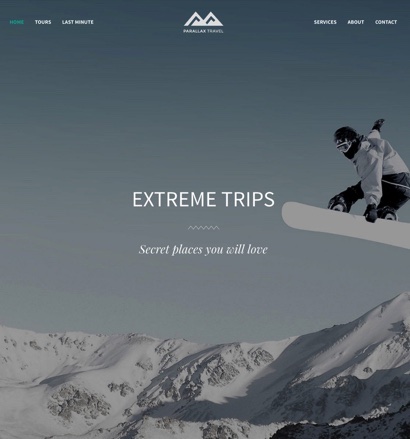 HOME TOURS LAST MINUTE
PARALLAX TRAVEL
SERVICES ABOUT CONTACT
EXTREME TRIPS
Secret places you will love